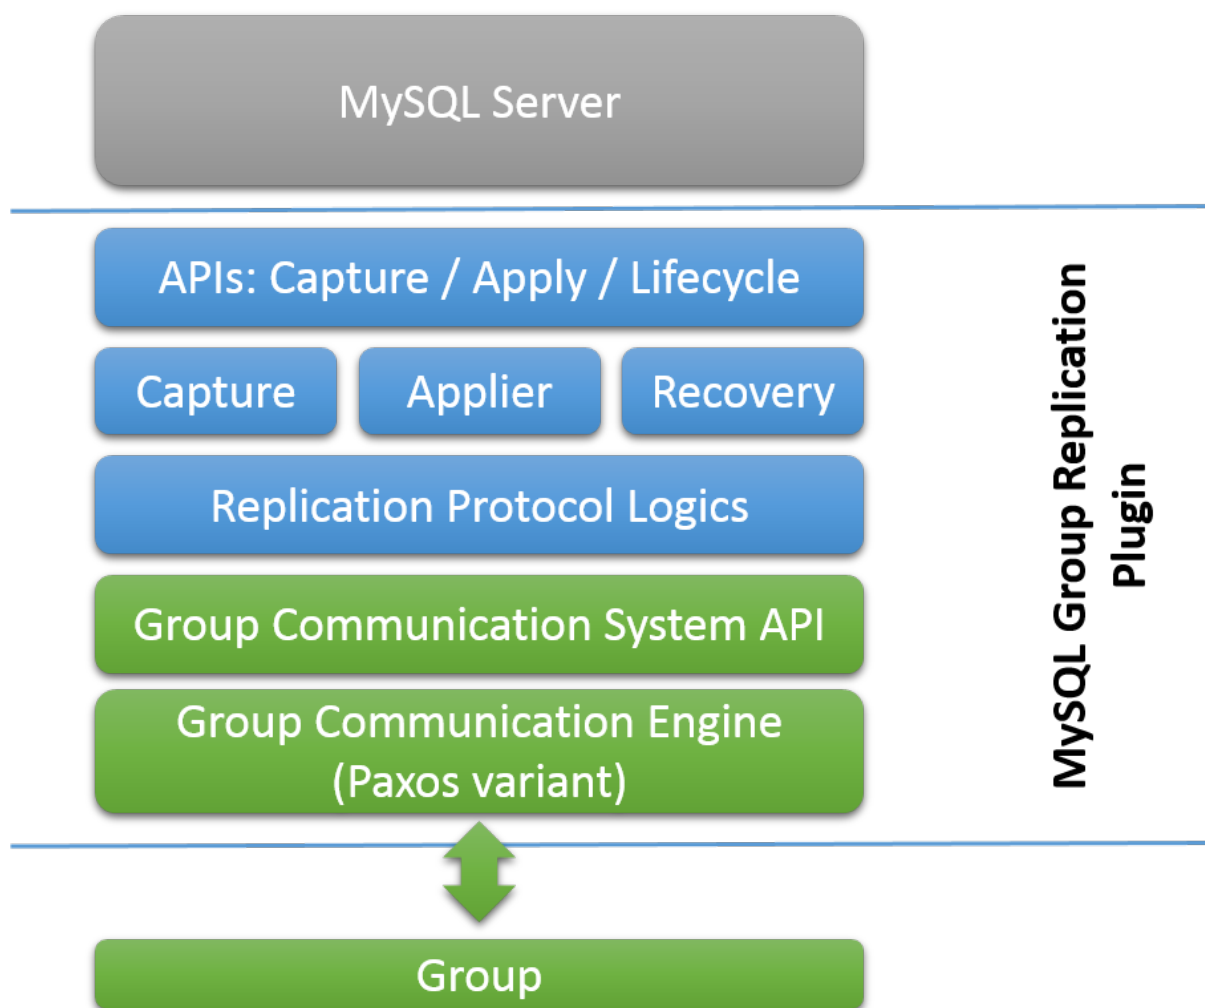 MySQL Server
APIs: Capture / Apply / Lifecycle
Capture
Applier
Recovery
Replication Protocol Logics
Group Communication System API
Group Communication Engine
(Paxos variant)
Group
MySQL Group Replication
Plugin